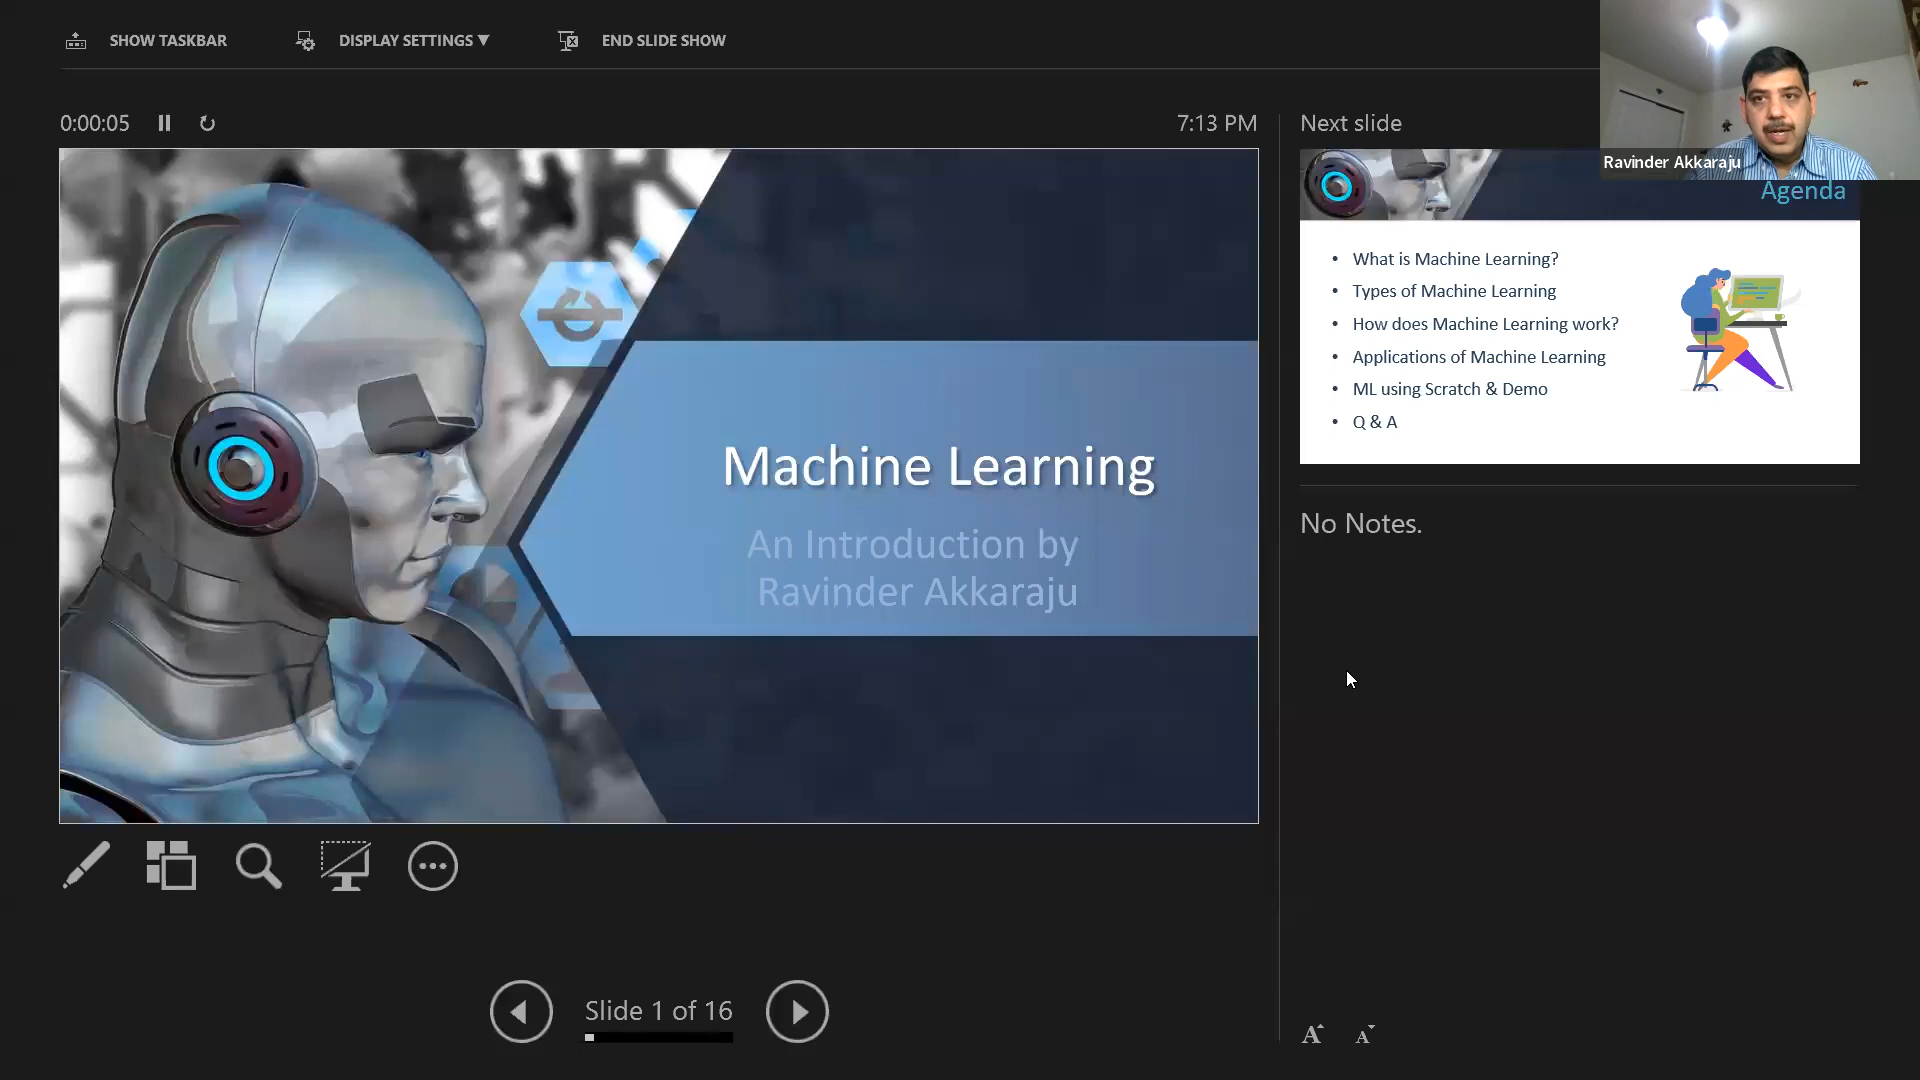 SHOW TASKBAR
DISPLAY SETTINGS ▼
END SLIDE SHOW
0:00:05
7:13 PM
Machine Learning
An Introduction by
Ravinder Akkaraju
Slide 1 of 16
Next slide
Ravinder Akkaraju
Agenda
• What is Machine Learning?
• Types of Machine Learning
• How does Machine Learning work?
• Applications of Machine Learning
• ML using Scratch & Demo
• Q & A
No Notes.
A A